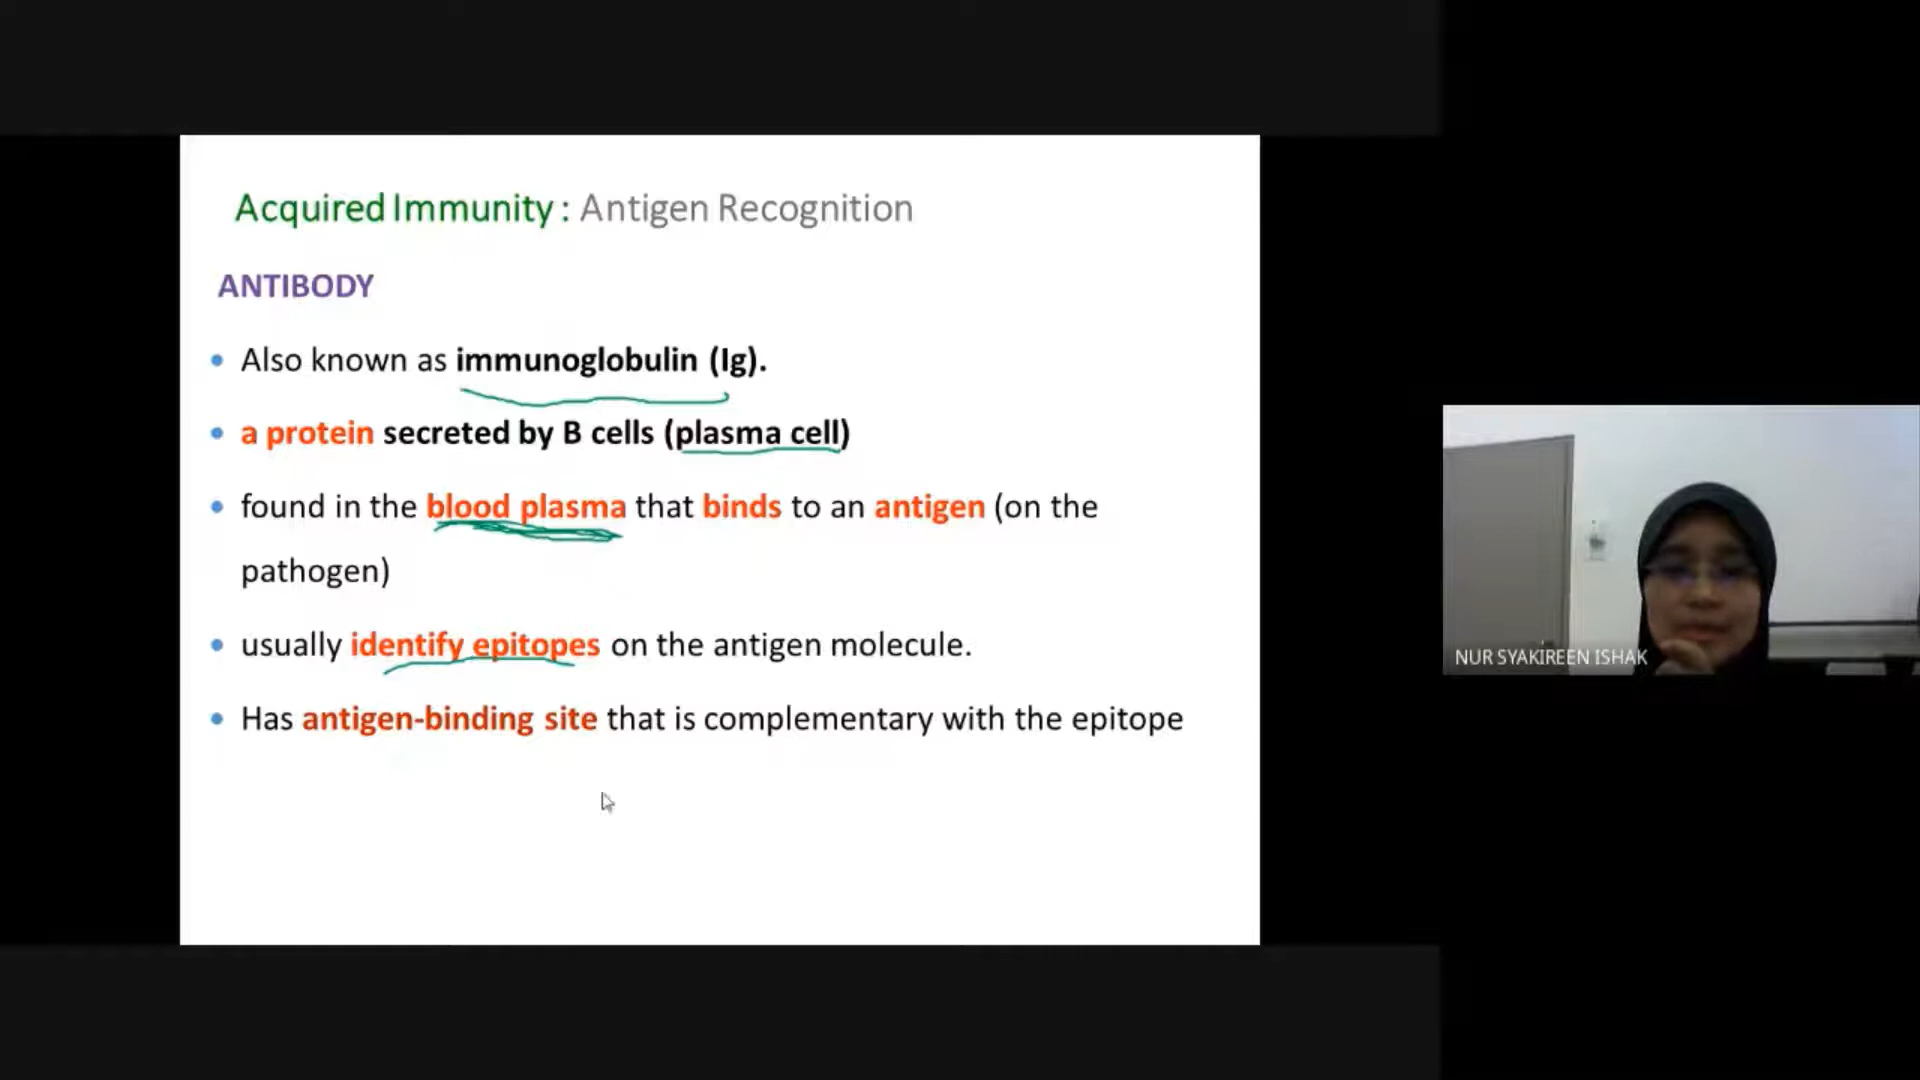 Acquired Immunity : Antigen Recognition
ANTIBODY
• Also known as immunoglobulin (Ig).
• a protein secreted by B cells (plasma cell)
• found in the blood plasma that binds to an antigen (on the
pathogen)
• usually identify epitopes on the antigen molecule.
• Has antigen-binding site that is complementary with the epitope
NUR SYAKIREEN ISHAK